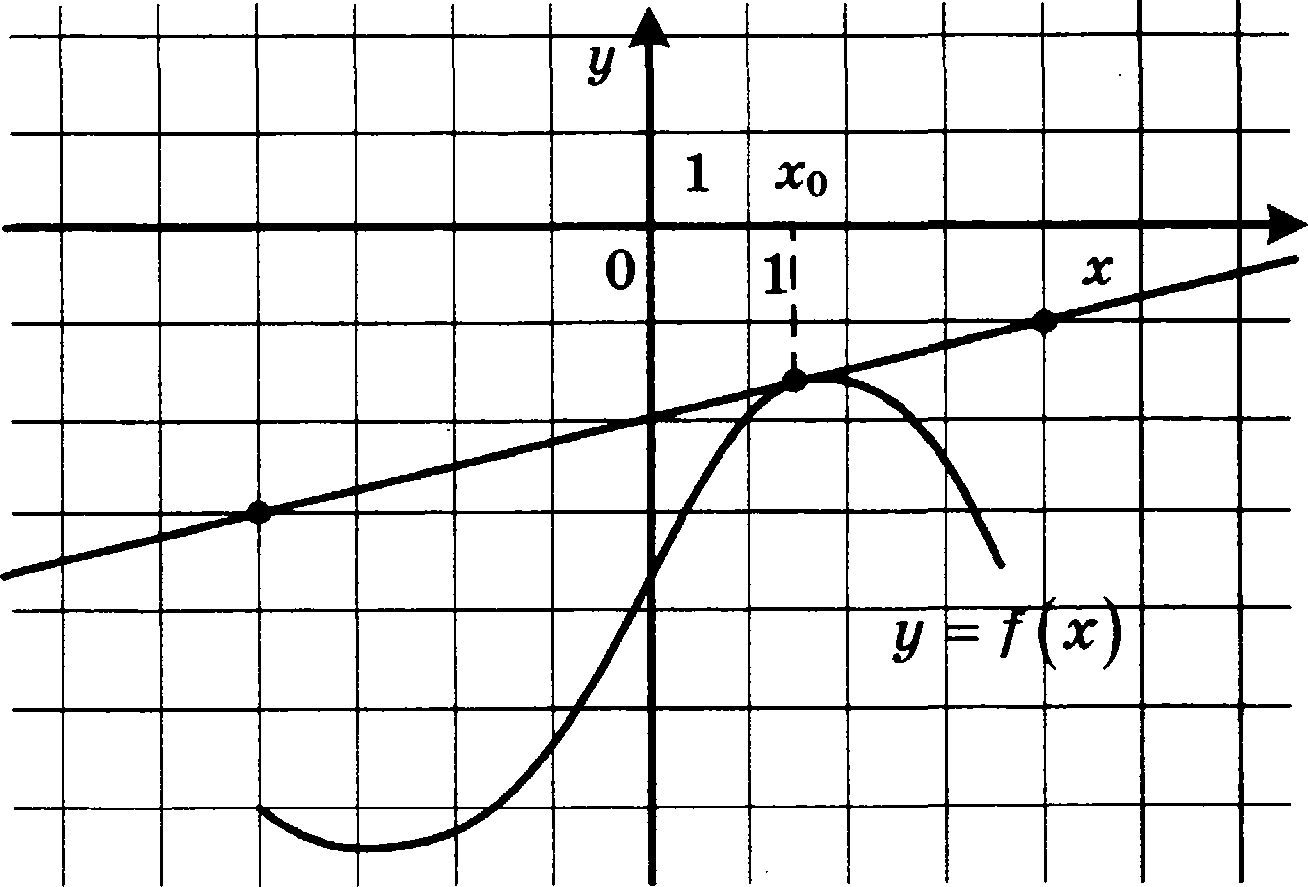 y
1 x₀
0 1 x
y = f(x)